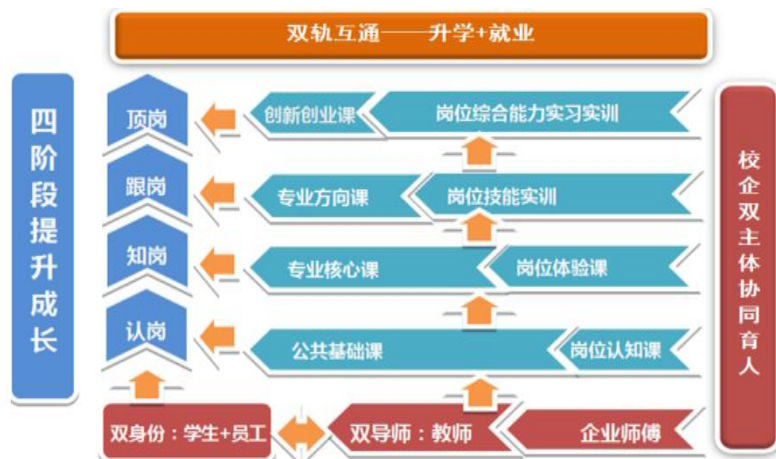 双轨互通——升学+就业
四阶段提升成长
顶岗
创新创业课
岗位综合能力实习实训
跟岗
专业方向课
岗位技能实训
知岗
专业核心课
岗位体验课
认岗
公共基础课
岗位认知课
双身份：学生+员工
双导师：教师
企业师傅
校企双主体协同育人